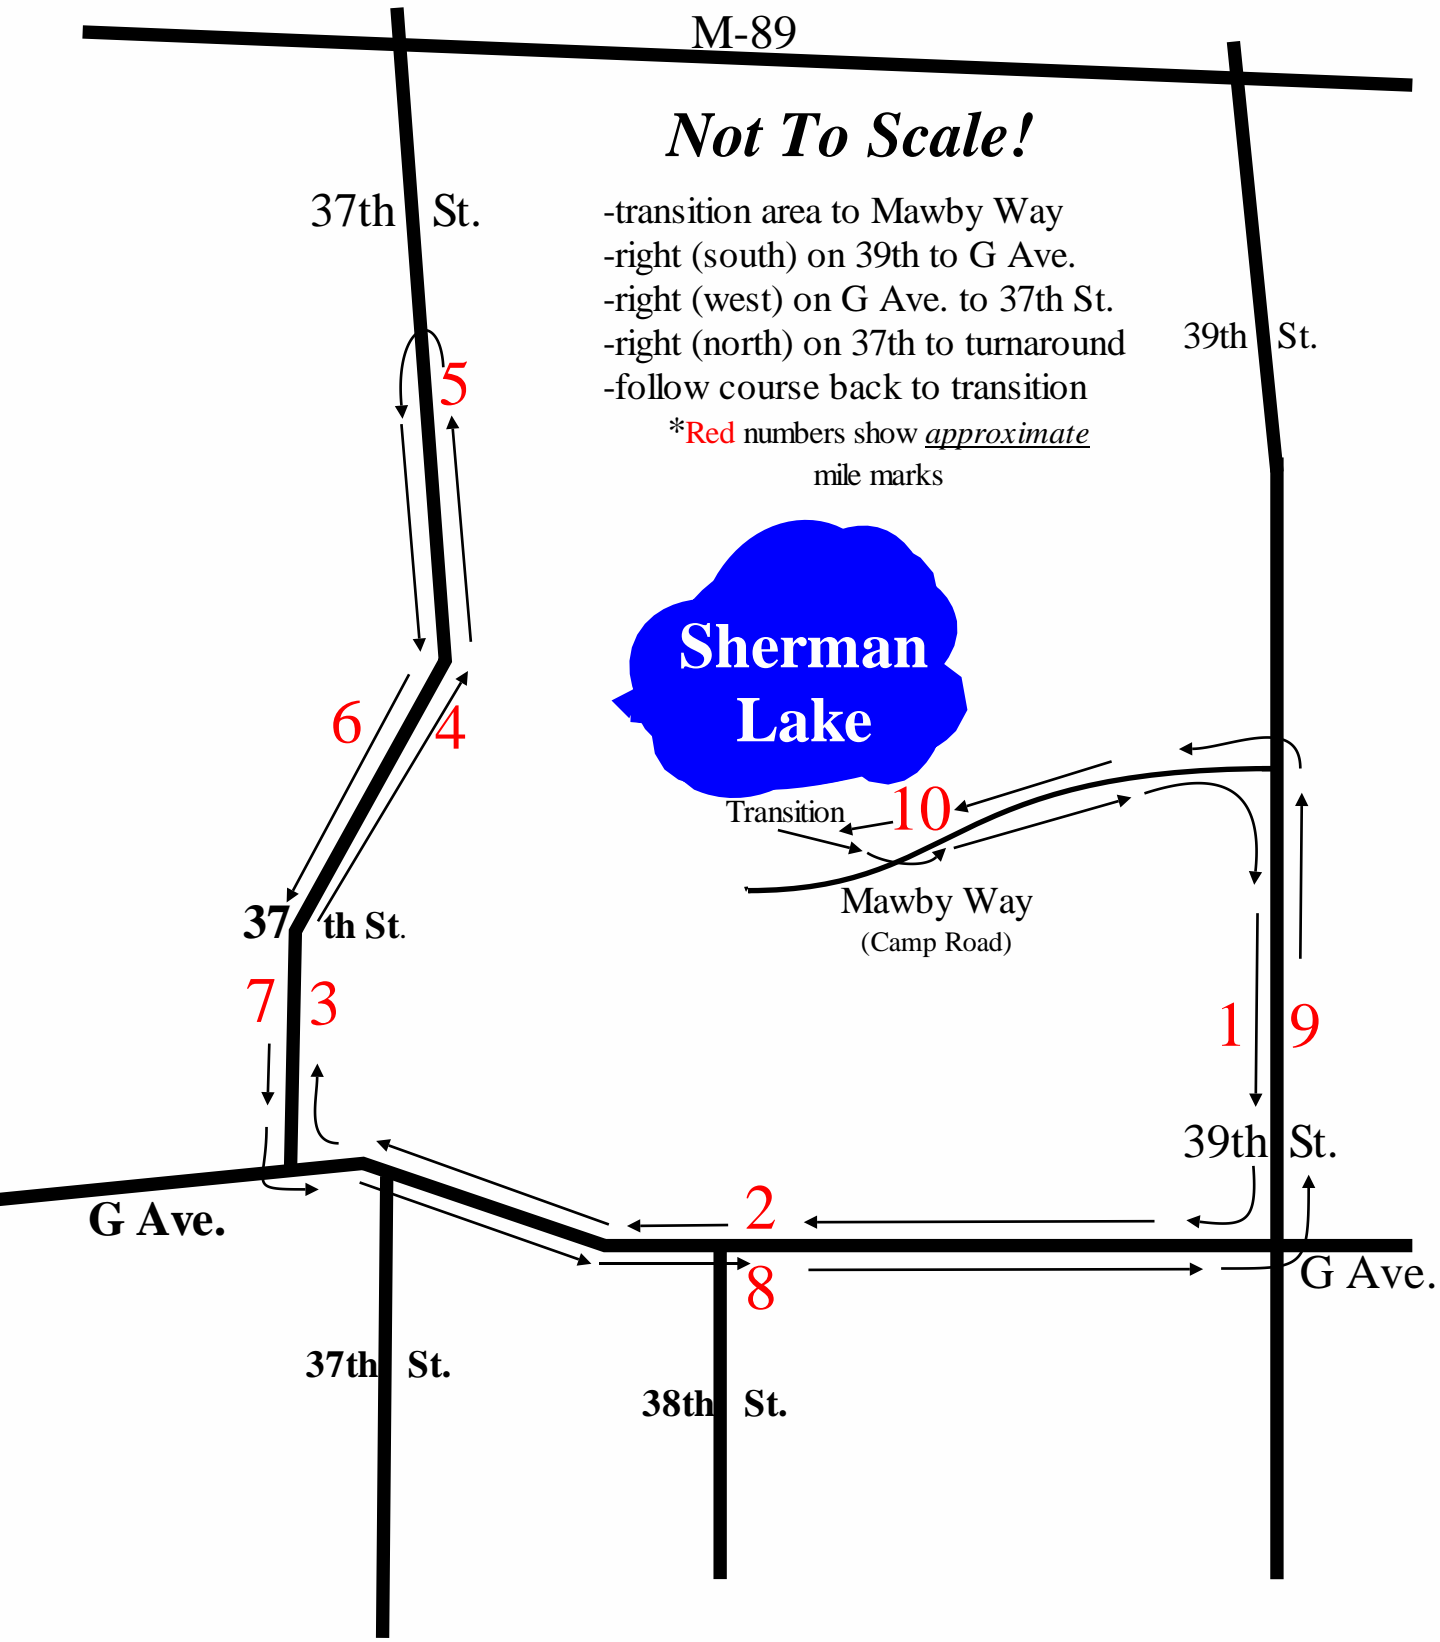 M-89
Not To Scale!
37th St.
-transition area to Mawby Way
-right (south) on 39th to G Ave.
-right (west) on G Ave. to 37th St.
-right (north) on 37th to turnaround
-follow course back to transition
*Red numbers show approximate
mile marks
39th St.
5
Sherman
Lake
6
4
Transition
10
Mawby Way
(Camp Road)
37 th St.
7
3
1
9
39th St.
2
G Ave.
8
G Ave.
37th St.
38th St.